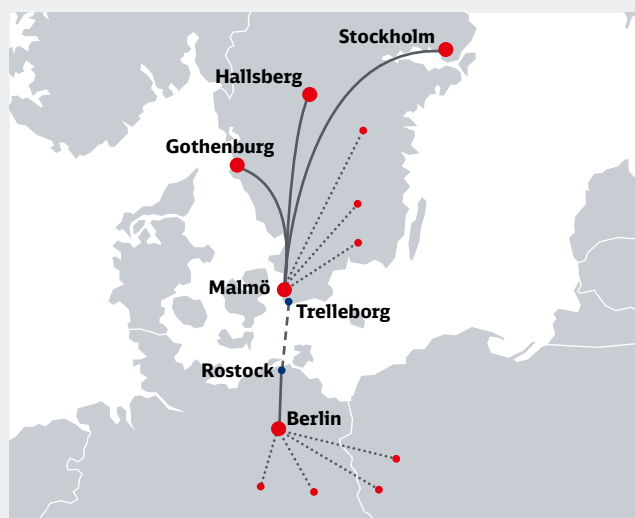 Stockholm
Hallsberg
Gothenburg
Malmö
Trelleborg
Rostock
Berlin